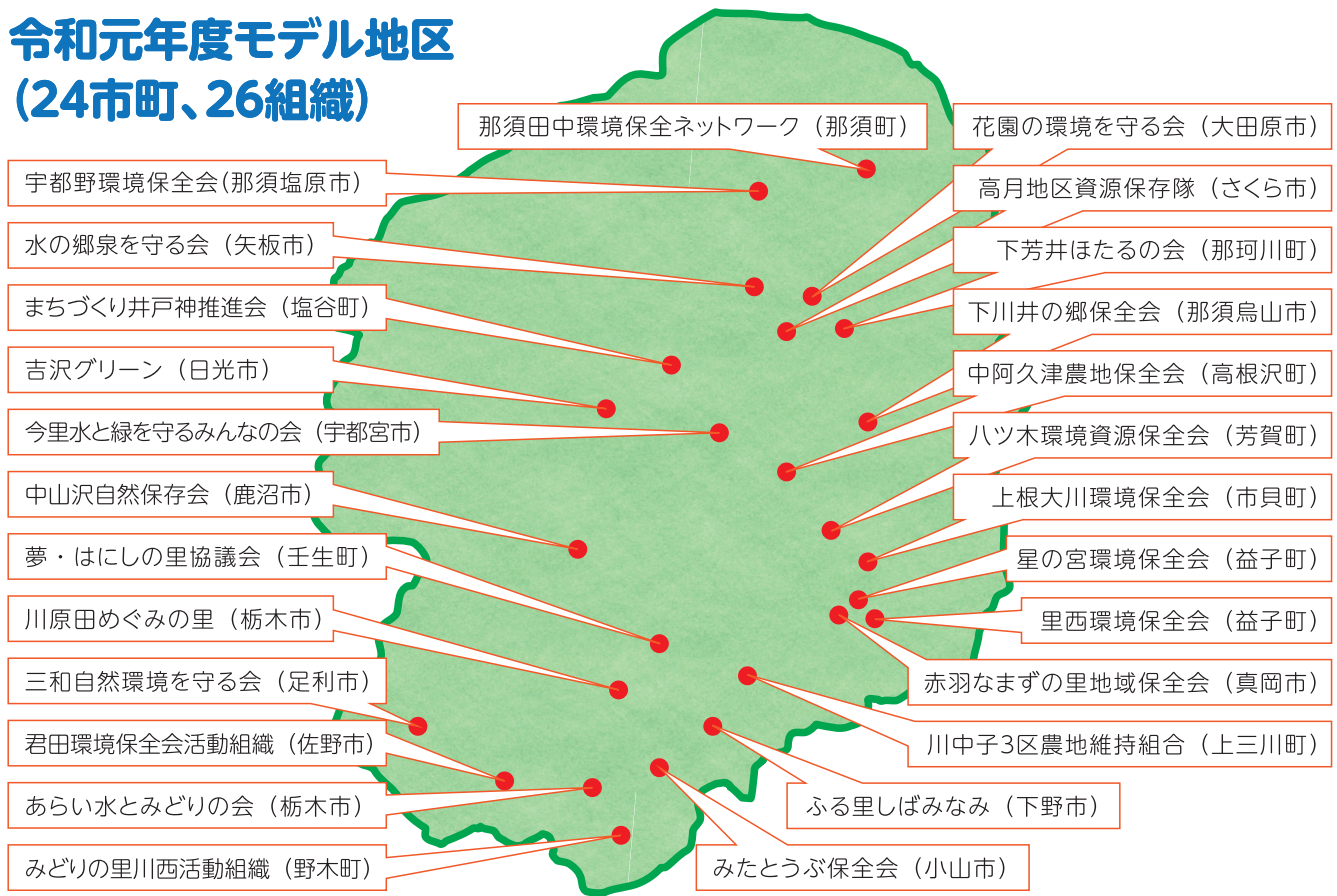 令和元年度モデル地区
(24市町、26組織)
那須田中環境保全ネットワーク（那須町）
宇都野環境保全会(那須塩原市）
水の郷泉を守る会（矢板市）
まちづくり井戸神推進会（塩谷町）
吉沢グリーン（日光市）
今里水と緑を守るみんなの会（宇都宮市）
中山沢自然保存会（鹿沼市）
夢・はにしの里協議会（壬生町）
川原田めぐみの里（栃木市）
三和自然環境を守る会（足利市）
君田環境保全会活動組織（佐野市）
あらい水とみどりの会（栃木市）
みどりの里川西活動組織（野木町）
花園の環境を守る会（大田原市）
高月地区資源保存隊（さくら市）
下芳井ほたるの会（那珂川町）
下川井の郷保全会（那須烏山市）
中阿久津農地保全会（高根沢町）
八ツ木環境資源保全会（芳賀町）
上根大川環境保全会（市貝町）
星の宮環境保全会（益子町）
里西環境保全会（益子町）
赤羽なまずの里地域保全会（真岡市）
川中子3区農地維持組合（上三川町）
ふる里しばみなみ（下野市）
みたとうぶ保全会（小山市）